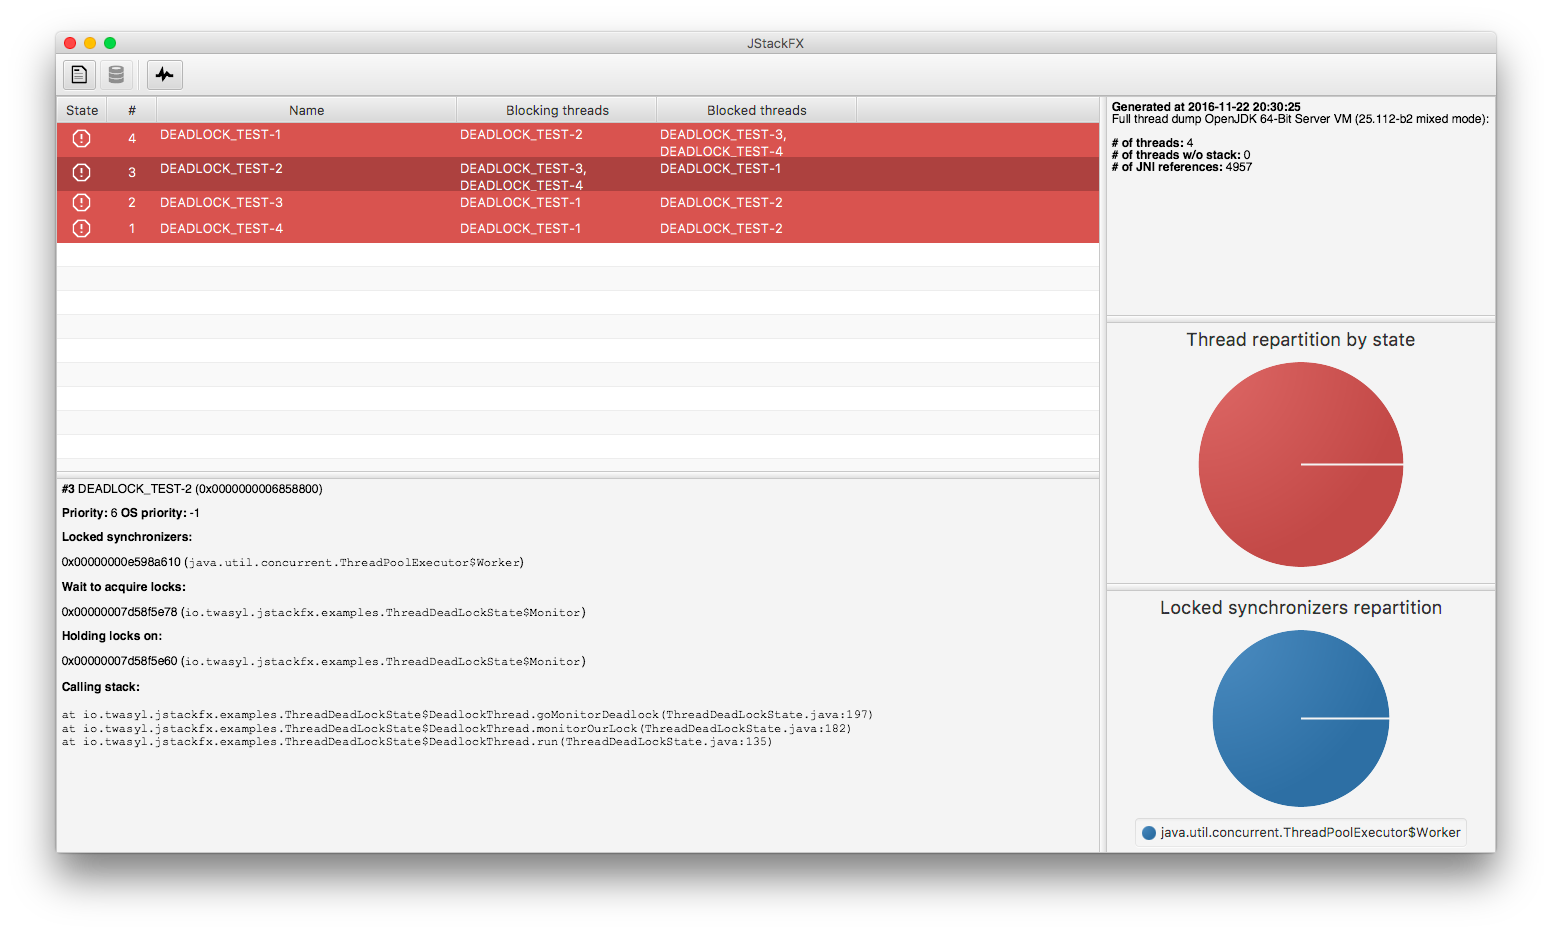 JStackFX
State # Name Blocking threads Blocked threads
4 DEADLOCK_TEST-1 DEADLOCK_TEST-2 DEADLOCK_TEST-3,
DEADLOCK_TEST-4
3 DEADLOCK_TEST-2 DEADLOCK_TEST-3, DEADLOCK_TEST-1
DEADLOCK_TEST-4
2 DEADLOCK_TEST-3 DEADLOCK_TEST-1 DEADLOCK_TEST-2
1 DEADLOCK_TEST-4 DEADLOCK_TEST-1 DEADLOCK_TEST-2
#3 DEADLOCK_TEST-2 (0x0000000006858800)
Priority: 6 OS priority: -1
Locked synchronizers:
0x00000000e598a610 (java.util.concurrent.ThreadPoolExecutor$Worker)
Wait to acquire locks:
0x00000007d58f5e78 (io.twasyl.jstackfx.examples.ThreadDeadLockState$Monitor)
Holding locks on:
0x00000007d58f5e60 (io.twasyl.jstackfx.examples.ThreadDeadLockState$Monitor)
Calling stack:
at io.twasyl.jstackfx.examples.ThreadDeadLockState$DeadlockThread.goMonitorDeadlock(ThreadDeadLockState.java:197)
at io.twasyl.jstackfx.examples.ThreadDeadLockState$DeadlockThread.monitorOurLock(ThreadDeadLockState.java:182)
at io.twasyl.jstackfx.examples.ThreadDeadLockState$DeadlockThread.run(ThreadDeadLockState.java:135)
Generated at 2016-11-22 20:30:25
Full thread dump OpenJDK 64-Bit Server VM (25.112-b2 mixed mode):
# of threads: 4
# of threads w/o stack: 0
# of JNI references: 4957
Thread repartition by state
Locked synchronizers repartition
java.util.concurrent.ThreadPoolExecutor$Worker